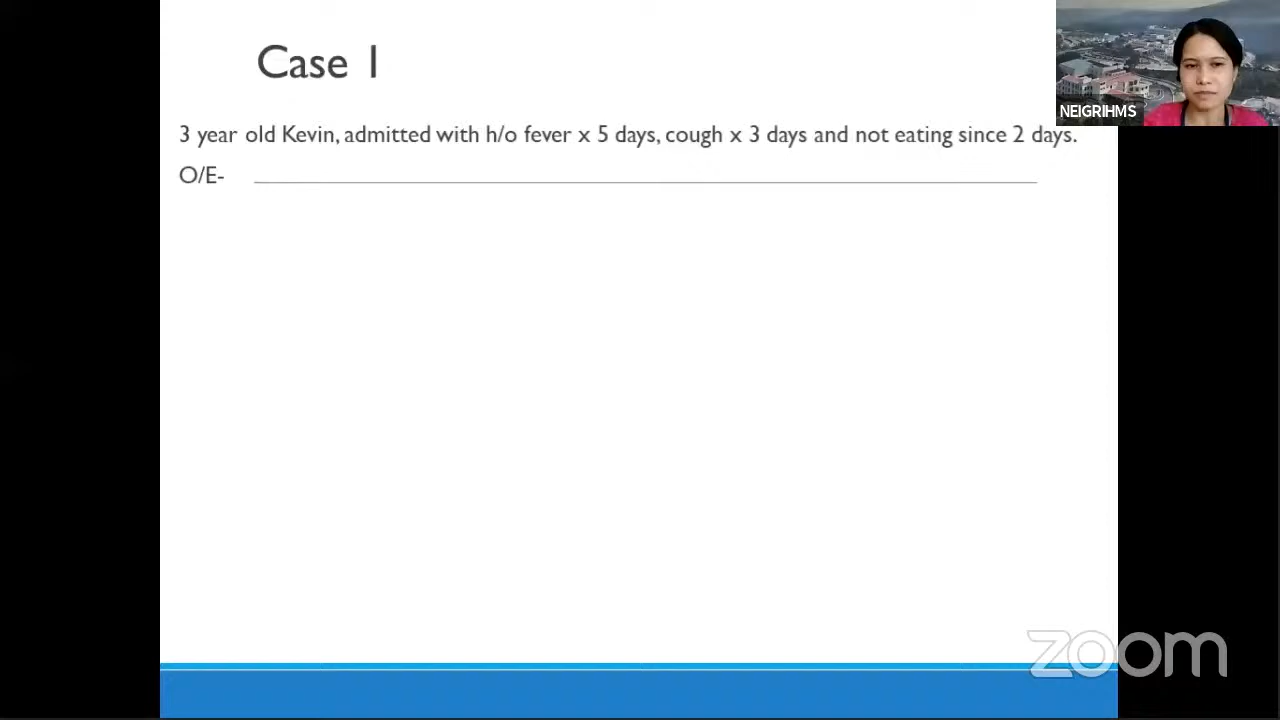 Case 1
NEIGRIHMS
3 year old Kevin, admitted with h/o fever x 5 days, cough x 3 days and not eating since 2 days.
O/E-
zoom